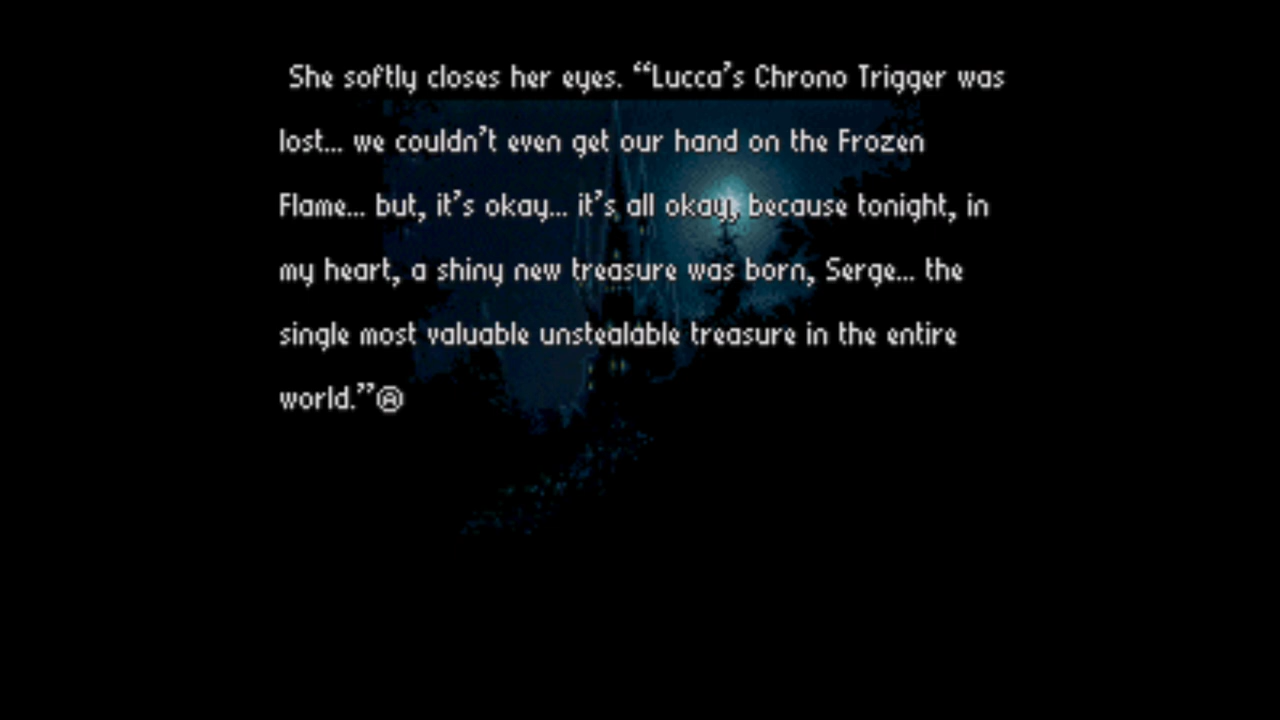 She softly closes her eyes. “Lucca’s Chrono Trigger was
lost... we couldn’t even get our hand on the Frozen
Flame... but, it’s okay... it’s all okay, because tonight, in
my heart, a shiny new treasure was born, Serge... the
single most valuable unstealable treasure in the entire
world.”Ⓐ